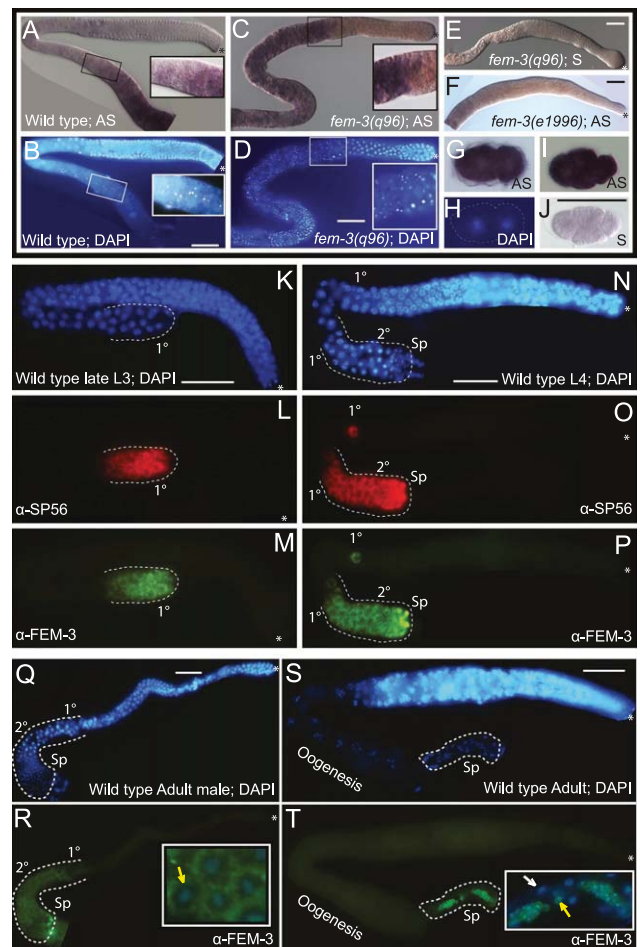 A
Wild type; AS
*
C
fem-3(q96); AS
*
E
fem-3(q96); S
*
F
fem-3(e1996); AS
*
B
Wild type; DAPI
*
D
fem-3(q96); DAPI
*
G
AS
I
AS
H
DAPI
J
S
K
1°
Wild type late L3; DAPI
*
N
1°
2°
Sp
1°
Wild type L4; DAPI
*
L
1°
α-SP56
*
O
1°
2°
Sp
1°
α-SP56
*
M
1°
α-FEM-3
*
P
1°
2°
Sp
1°
α-FEM-3
*
Q
1°
2°
Sp
Wild type Adult male; DAPI
*
S
Oogenesis
Sp
Wild type Adult; DAPI
*
R
1°
2°
Sp
α-FEM-3
*
T
Oogenesis
Sp
α-FEM-3
*